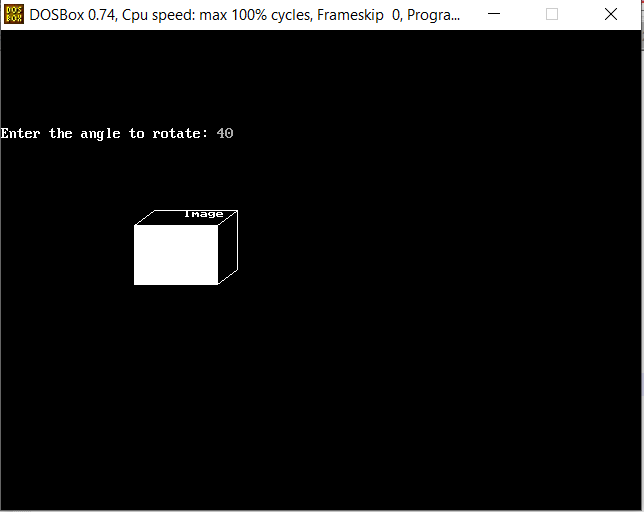 DOS
BOX
DOSBox 0.74, Cpu speed: max 100% cycles, Frameskip 0, Progra...
Enter the angle to rotate: 40
Image